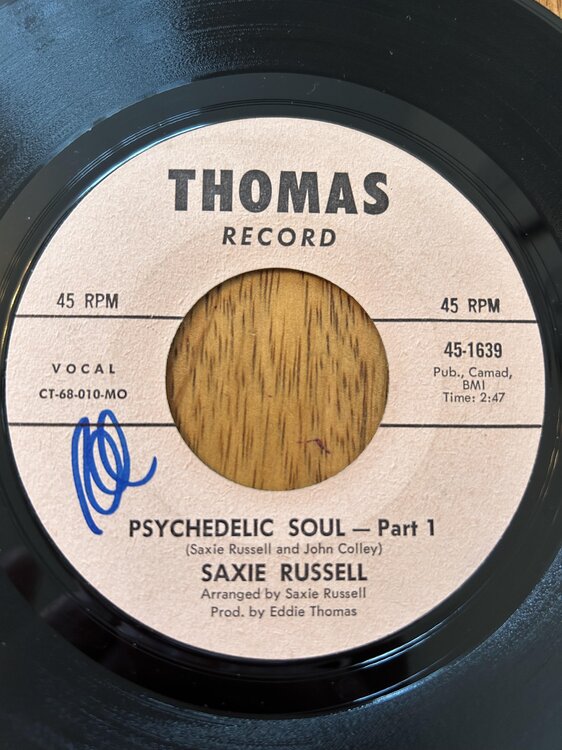 THOMAS
RECORD
45 RPM
45 RPM
VOCAL
CT-68-010-MO
45-1639
Pub., Camad,
BMI
Time: 2:47
PSYCHEDELIC SOUL — Part 1
(Saxie Russell and John Colley)
SAXIE RUSSELL
Arranged by Saxie Russell
Prod. by Eddie Thomas